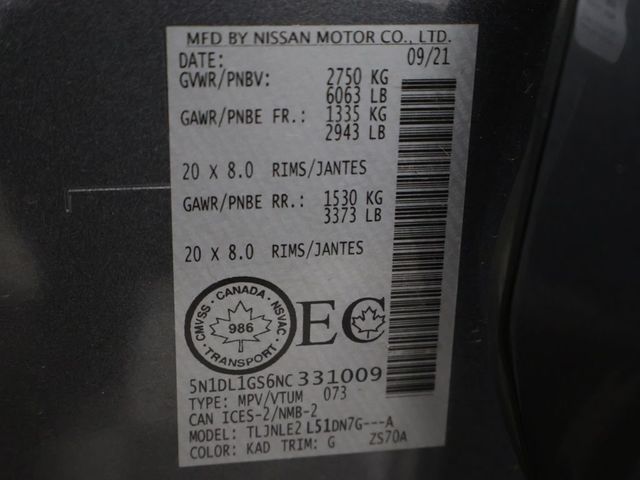 MFD BY NISSAN MOTOR CO., LTD.
DATE: 09/21
GVWR/PNBV: 2750 KG
6063 LB
GAWR/PNBE FR.: 1335 KG
2943 LB
20 X 8.0 RIMS/JANTES
GAWR/PNBE RR.: 1530 KG
3373 LB
20 X 8.0 RIMS/JANTES
CMVSS · CANADA · NSVAC
986
TRANSPORT
EC
5N1DL1GS6NC331009
TYPE: MPV/VTUM 073
CAN ICES-2/NMB-2
MODEL: TLJNLE2 L51DN7G---A
COLOR: KAD TRIM: G ZS70A